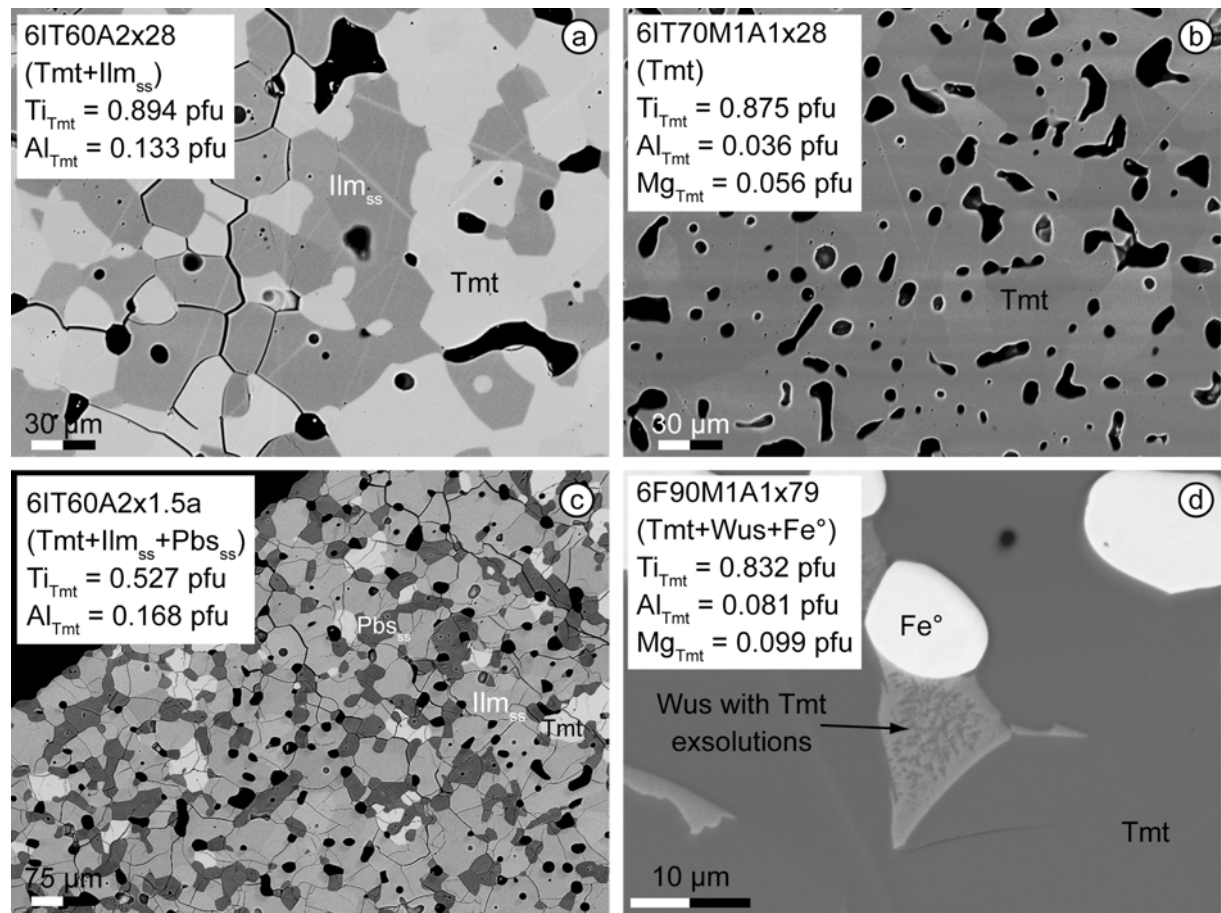 6IT60A2x28
(Tmt+Ilmss)
TiTmt = 0.894 pfu
AlTmt = 0.133 pfu
a
Ilmss
Tmt
30 µm
6IT70M1A1x28
(Tmt)
TiTmt = 0.875 pfu
AlTmt = 0.036 pfu
MgTmt = 0.056 pfu
b
Tmt
30 µm
6IT60A2x1.5a
(Tmt+Ilmss+Pbsss)
TiTmt = 0.527 pfu
AlTmt = 0.168 pfu
c
Pbsss
Ilmss
Tmt
75 µm
6F90M1A1x79
(Tmt+Wus+Fe°)
TiTmt = 0.832 pfu
AlTmt = 0.081 pfu
MgTmt = 0.099 pfu
d
Fe°
Wus with Tmt
exsolutions
Tmt
10 µm